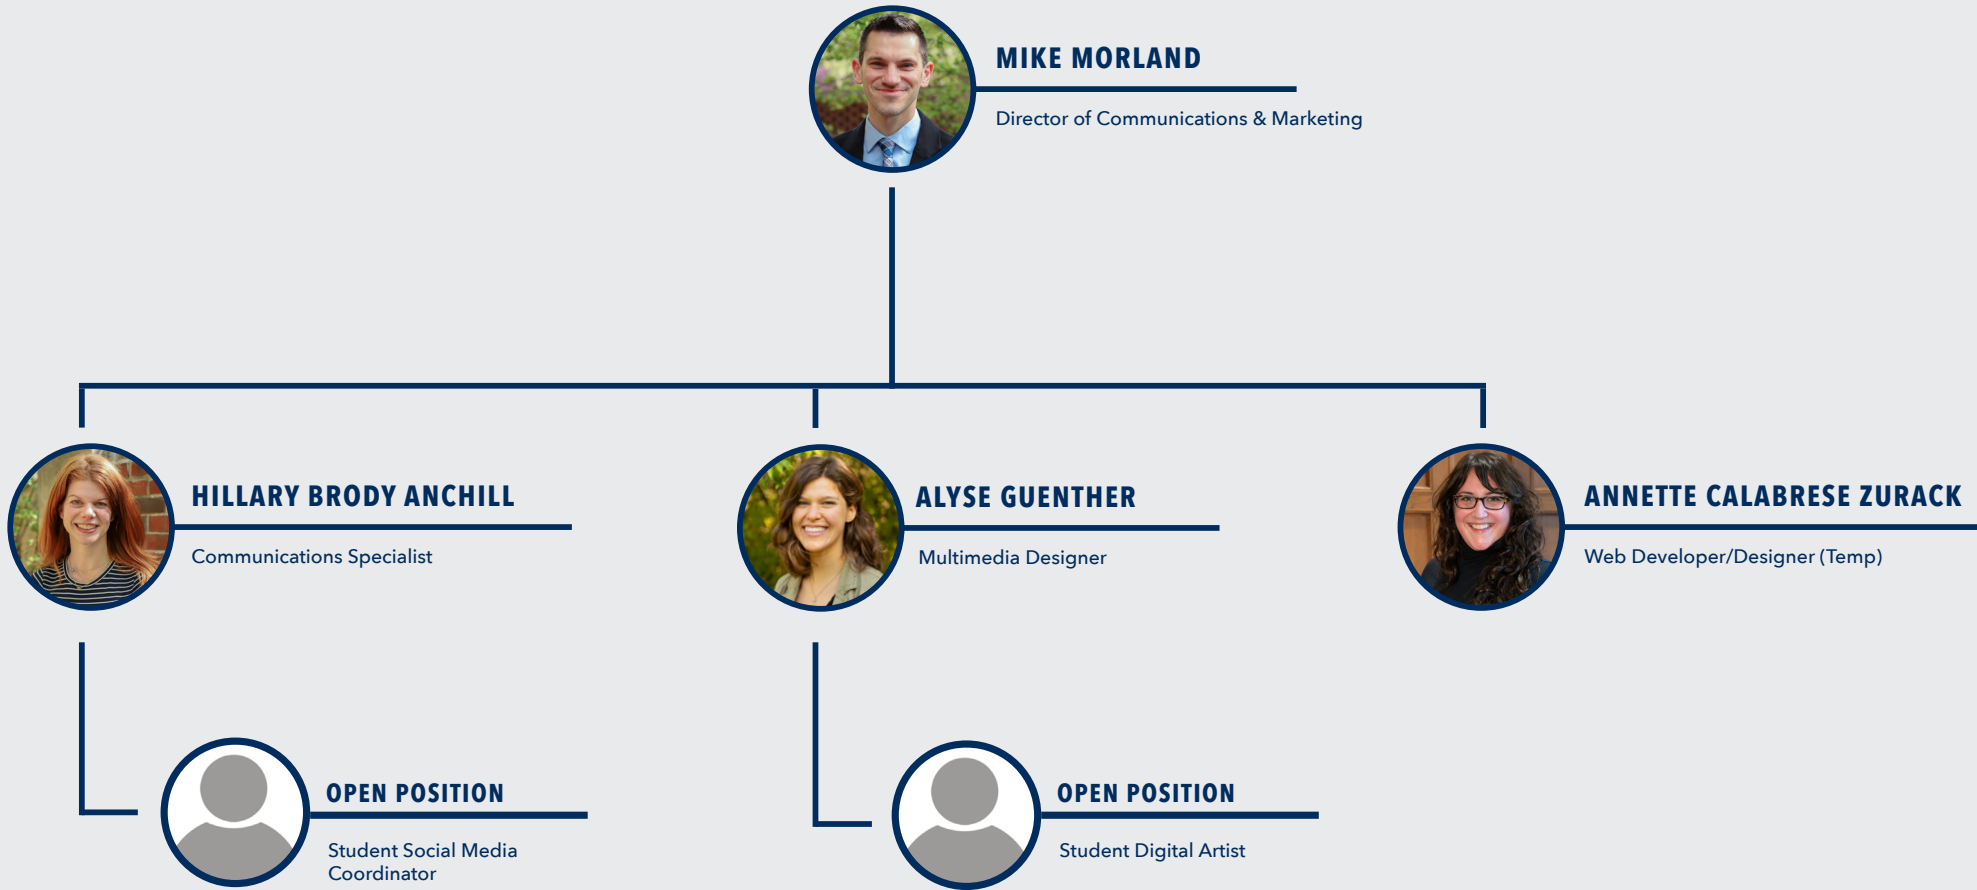 MIKE MORLAND
Director of Communications & Marketing
HILLARY BRODY ANCHILL
Communications Specialist
ALYSE GUENTHER
Multimedia Designer
ANNETTE CALABRESE ZURACK
Web Developer/Designer (Temp)
OPEN POSITION
Student Social Media
Coordinator
OPEN POSITION
Student Digital Artist